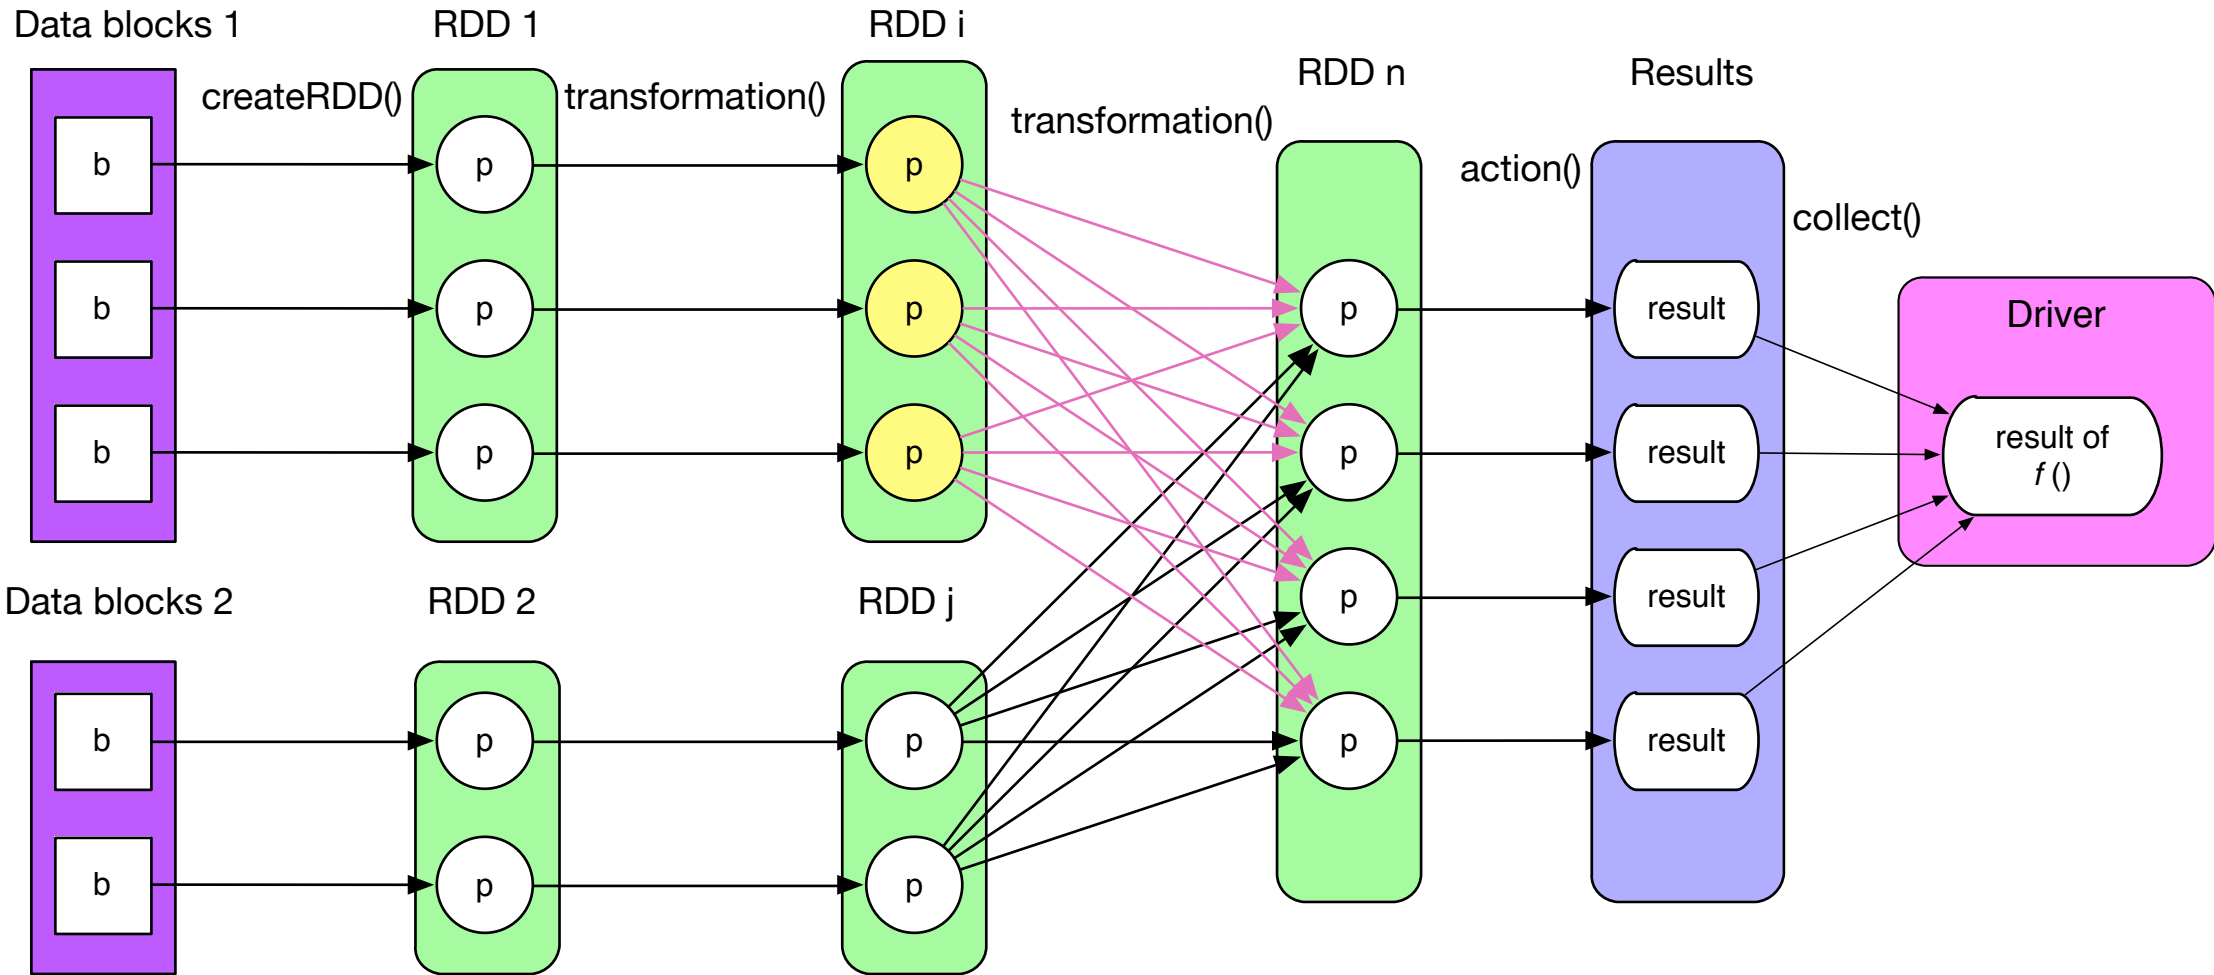 Data blocks 1
RDD 1
RDD i
RDD n
Results
createRDD()
transformation()
transformation()
action()
collect()
b
p
p
b
p
p
p
result
Driver
b
p
p
p
result
result of
f ()
Data blocks 2
RDD 2
RDD j
p
result
b
p
p
p
result
b
p
p